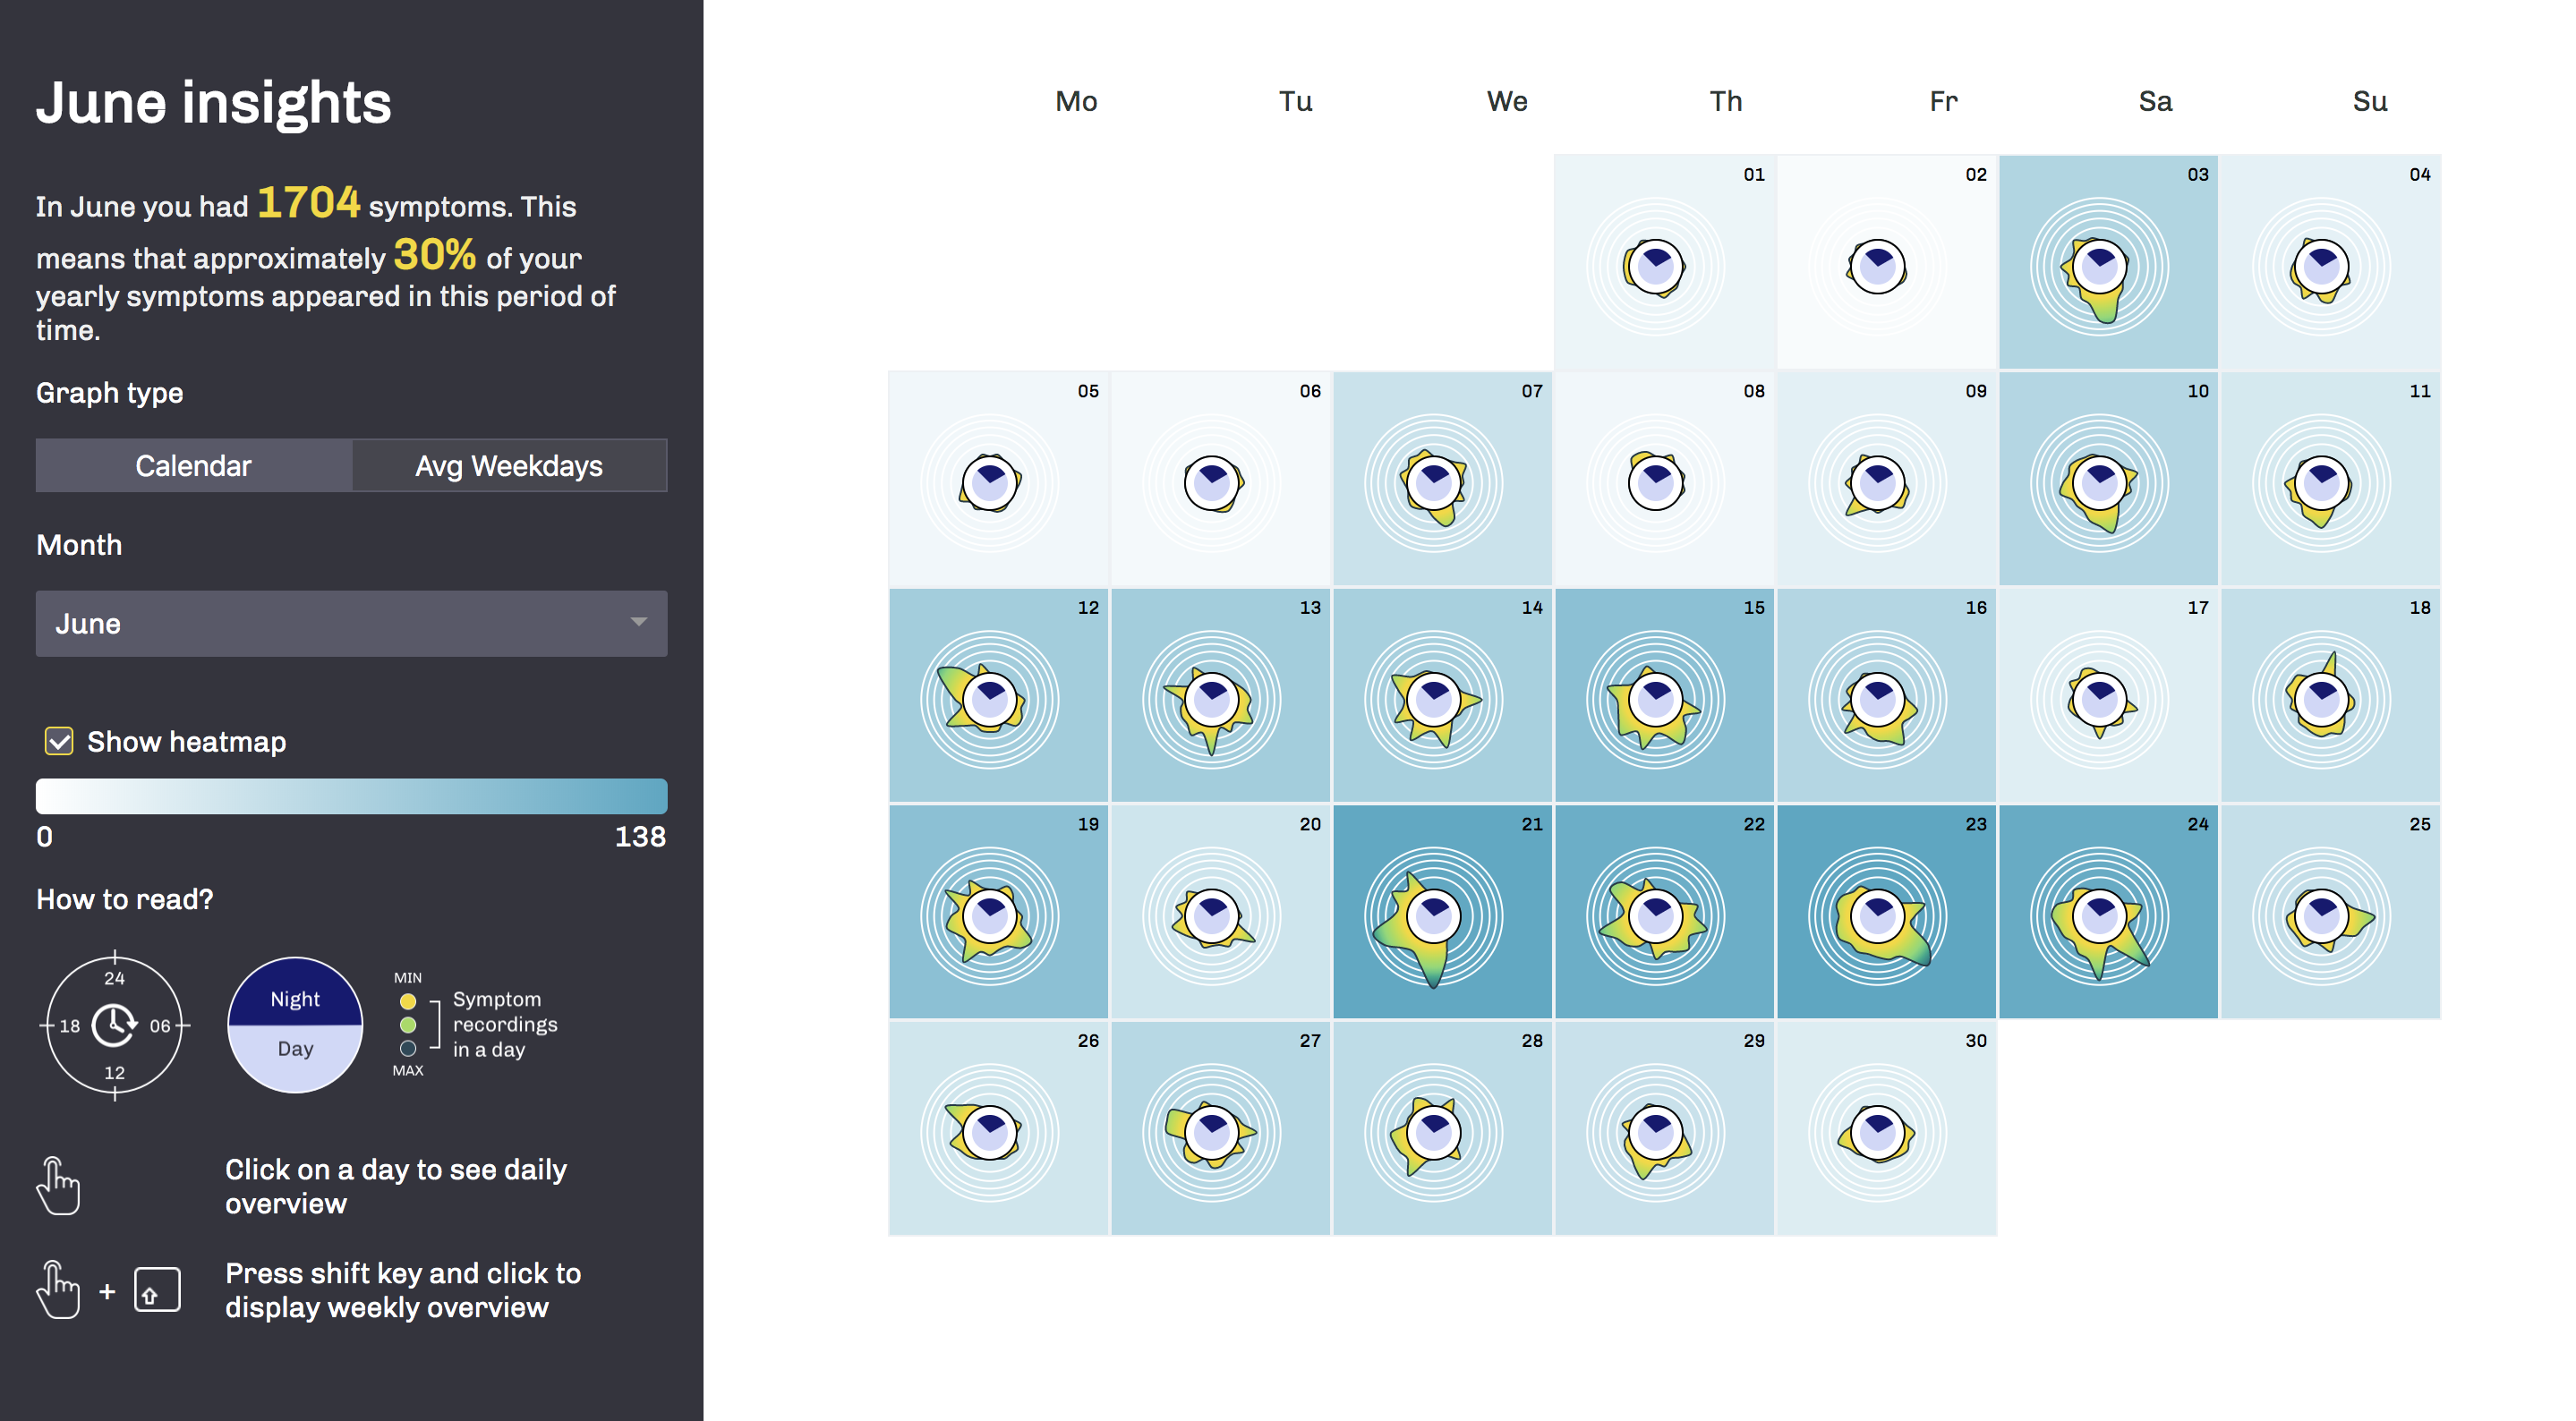 June insights
In June you had 1704 symptoms. This
means that approximately 30% of your
yearly symptoms appeared in this period of
time.
Graph type
Calendar Avg Weekdays
Month
June
Show heatmap
0 138
How to read?
24
18 06
12
Night
Day
MIN
Symptom
recordings
in a day
MAX
Click on a day to see daily
overview
+
Press shift key and click to
display weekly overview
Mo Tu We Th Fr Sa Su
01 02 03 04
05 06 07 08 09 10 11
12 13 14 15 16 17 18
19 20 21 22 23 24 25
26 27 28 29 30